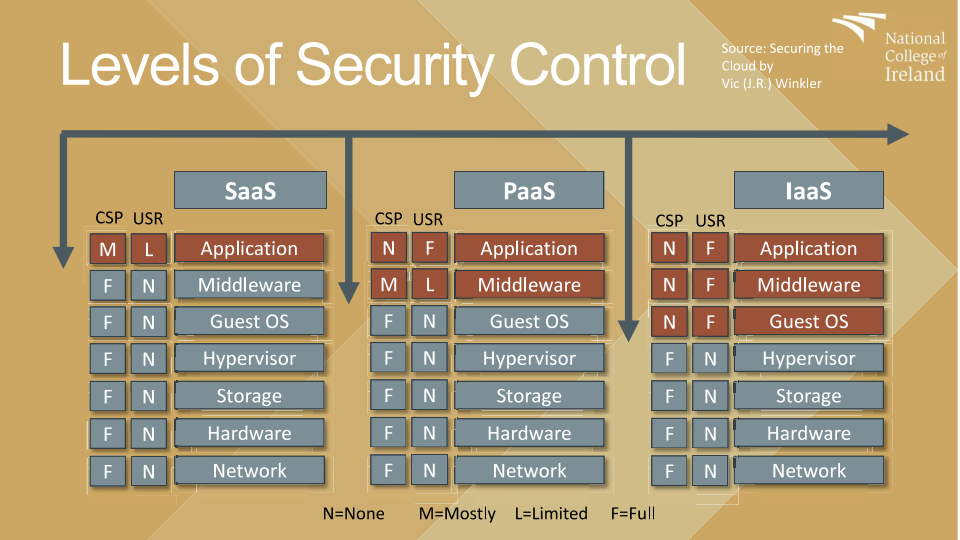 Levels of Security Control
Source: Securing the
Cloud by
Vic (J.R.) Winkler
National
College of
Ireland
SaaS
CSP USR
M L Application
F N Middleware
F N Guest OS
F N Hypervisor
F N Storage
F N Hardware
F N Network
PaaS
CSP USR
N F Application
M L Middleware
F N Guest OS
F N Hypervisor
F N Storage
F N Hardware
F N Network
IaaS
CSP USR
N F Application
N F Middleware
N F Guest OS
F N Hypervisor
F N Storage
F N Hardware
F N Network
N=None M=Mostly L=Limited F=Full